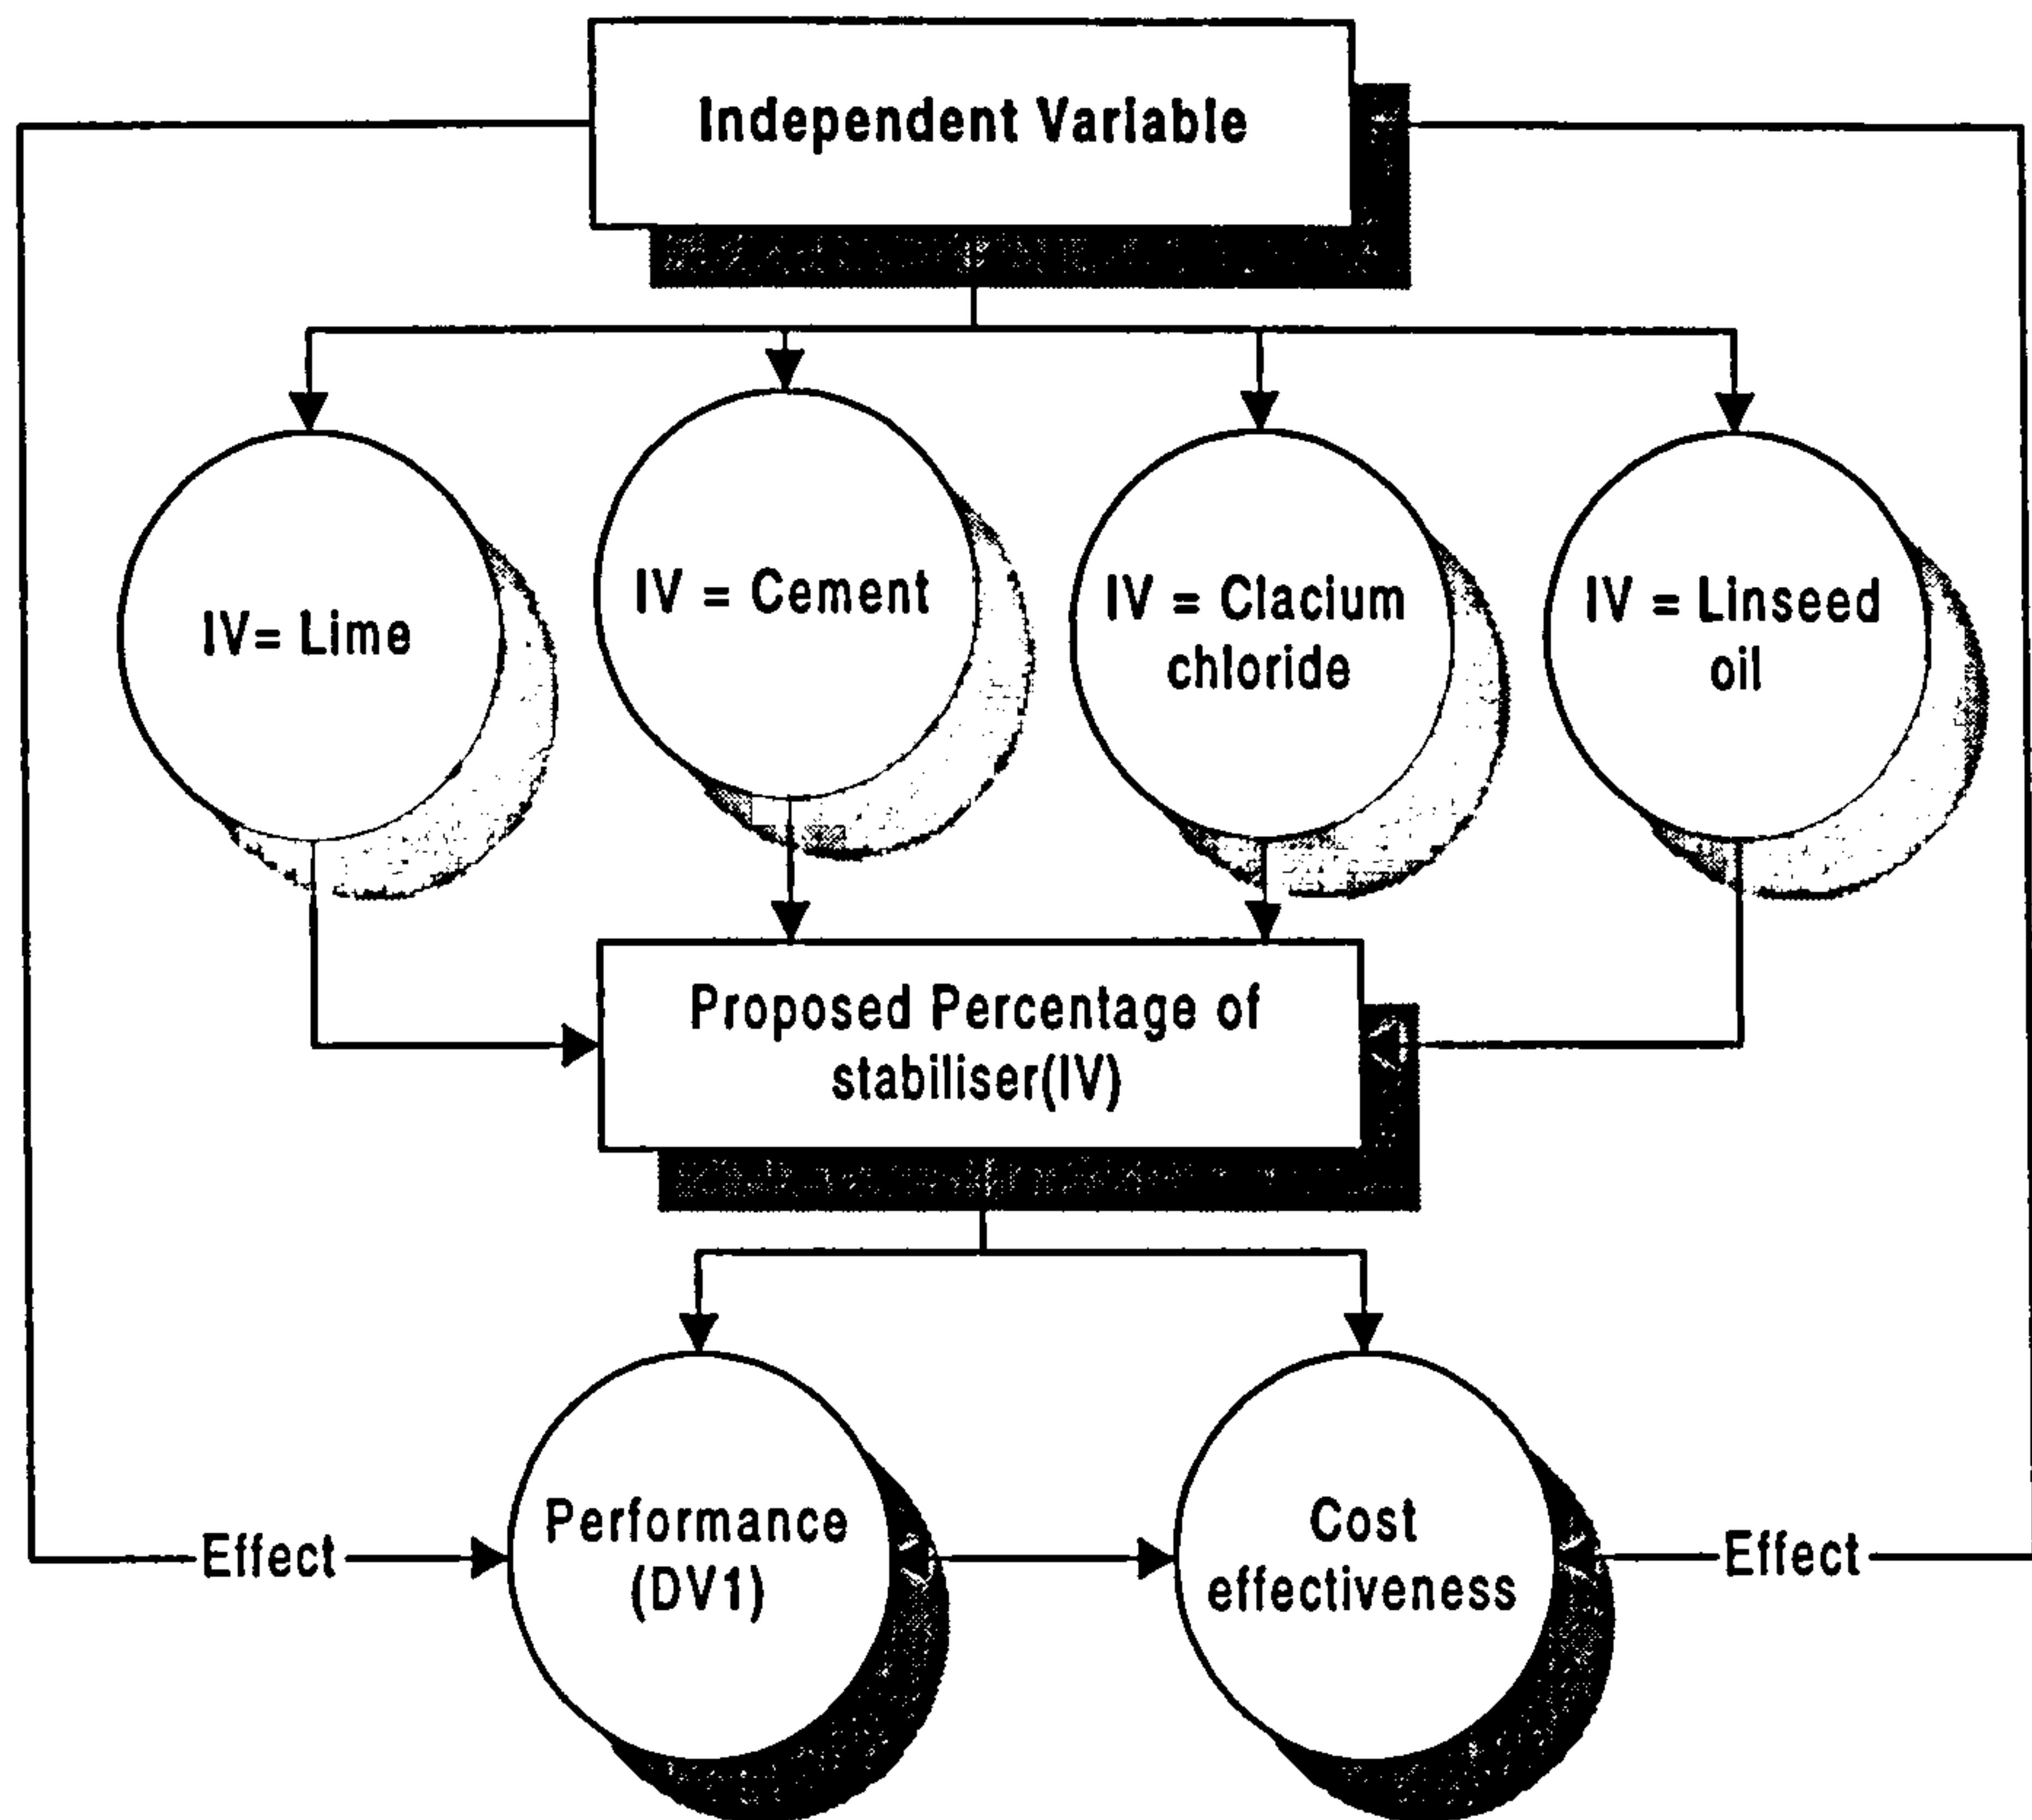 Independent Variable
IV= Lime
IV = Cement
IV = Clacium
chloride
IV = Linseed
oil
Proposed Percentage of
stabiliser(IV)
Effect
Performance
(DV1)
Cost
effectiveness
Effect